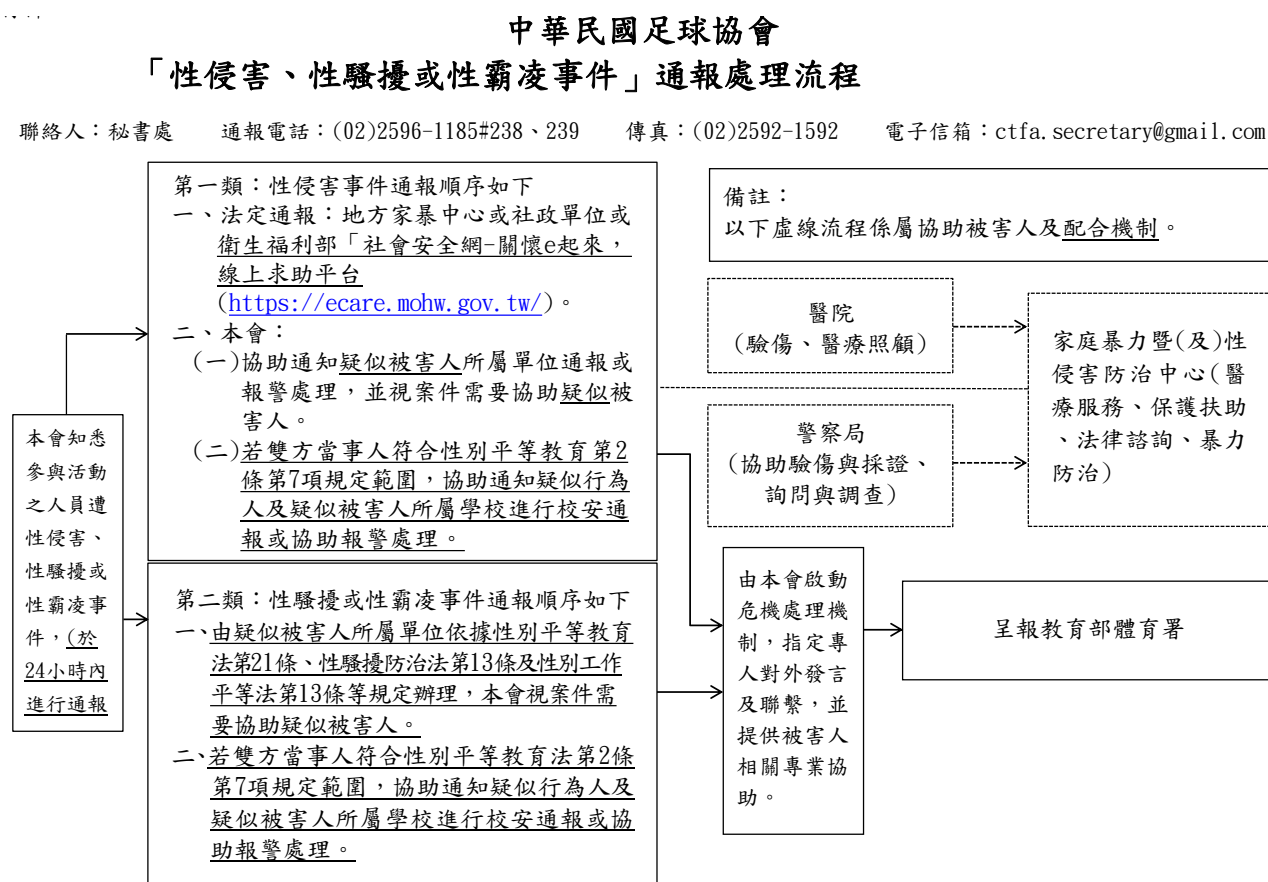 中華民國足球協會
「性侵害、性騷擾或性霸凌事件」通報處理流程
聯絡人：秘書處 通報電話：(02)2596-1185#238、239 傳真：(02)2592-1592 電子信箱：ctfa.secretary@gmail.com
本會知悉
參與活動
之人員遭
性侵害、
性騷擾或
性霸凌事
件，(於
24小時內
進行通報
第一類：性侵害事件通報順序如下
一、法定通報：地方家暴中心或社政單位或
衛生福利部「社會安全網-關懷e起來，
線上求助平台
(https://ecare.mohw.gov.tw/)。
二、本會：
(一)協助通知疑似被害人所屬單位通報或
報警處理，並視案件需要協助疑似被
害人。
(二)若雙方當事人符合性別平等教育第2
條第7項規定範圍，協助通知疑似行為
人及疑似被害人所屬學校進行校安通
報或協助報警處理。
第二類：性騷擾或性霸凌事件通報順序如下
一、由疑似被害人所屬單位依據性別平等教育
法第21條、性騷擾防治法第13條及性別工作
平等法第13條等規定辦理，本會視案件需
要協助疑似被害人。
二、若雙方當事人符合性別平等教育法第2條
第7項規定範圍，協助通知疑似行為人及
疑似被害人所屬學校進行校安通報或協
助報警處理。
備註：
以下虛線流程係屬協助被害人及配合機制。
醫院
(驗傷、醫療照顧)
警察局
(協助驗傷與採證、
詢問與調查)
家庭暴力暨(及)性
侵害防治中心(醫
療服務、保護扶助
、法律諮詢、暴力
防治)
由本會啟動
危機處理機
制，指定專
人對外發言
及聯繫，並
提供被害人
相關專業協
助。
呈報教育部體育署